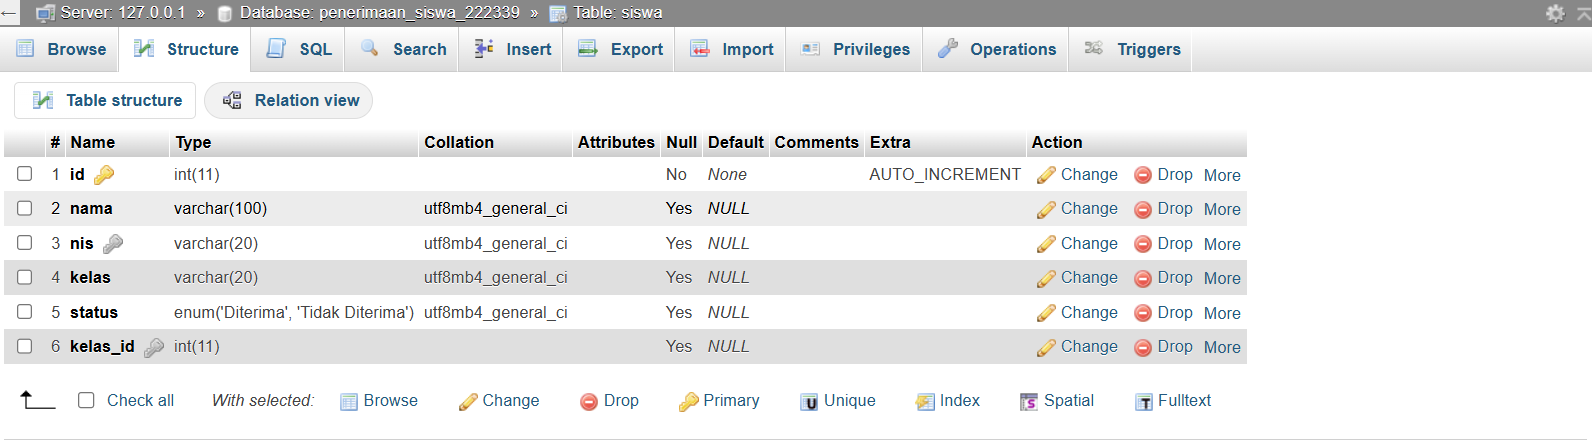 ← Server: 127.0.0.1 » Database: penerimaan_siswa_222339 » Table: siswa
Browse Structure SQL Search Insert Export Import Privileges Operations Triggers
Table structure Relation view
# Name Type Collation Attributes Null Default Comments Extra Action
1 id int(11) No None AUTO_INCREMENT Change Drop More
2 nama varchar(100) utf8mb4_general_ci Yes NULL Change Drop More
3 nis varchar(20) utf8mb4_general_ci Yes NULL Change Drop More
4 kelas varchar(20) utf8mb4_general_ci Yes NULL Change Drop More
5 status enum('Diterima', 'Tidak Diterima') utf8mb4_general_ci Yes NULL Change Drop More
6 kelas_id int(11) Yes NULL Change Drop More
Check all With selected: Browse Change Drop Primary Unique Index Spatial Fulltext